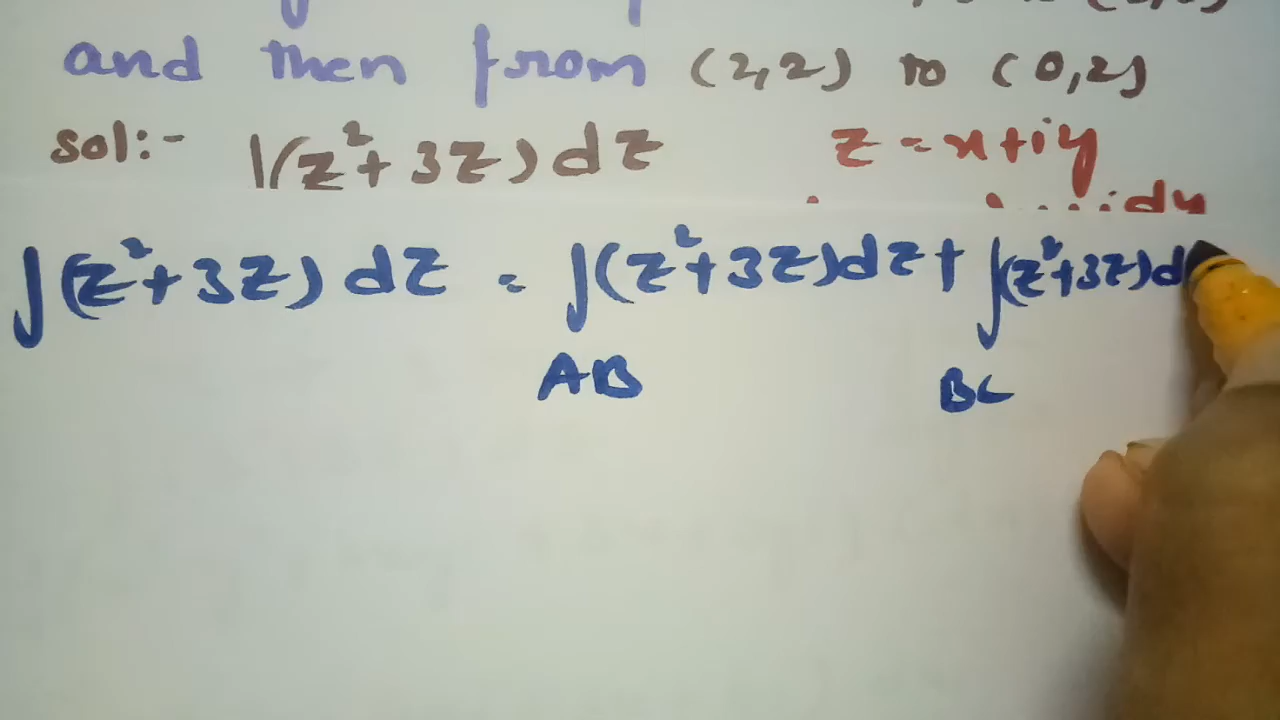 and then from (2,2) to (0,2)
sol:- ∫(z²+3z)dz z=x+iy
∫(z²+3z) dz = ∫(z²+3z)dz + ∫(z²+3z)d
AB BC